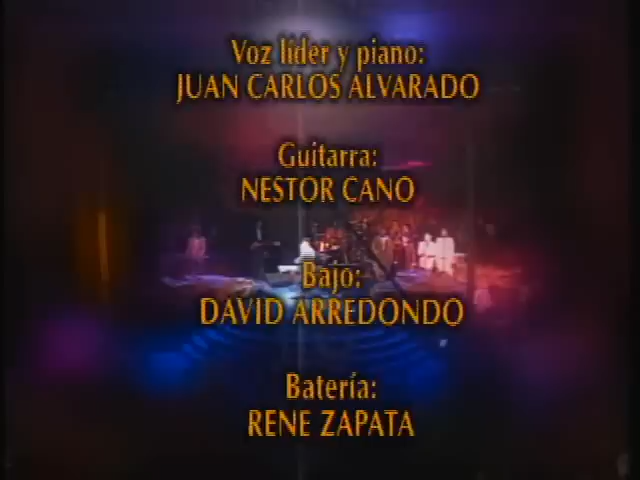 Voz líder y piano:
JUAN CARLOS ALVARADO
Guitarra:
NESTOR CANO
Bajo:
DAVID ARREDONDO
Batería:
RENE ZAPATA